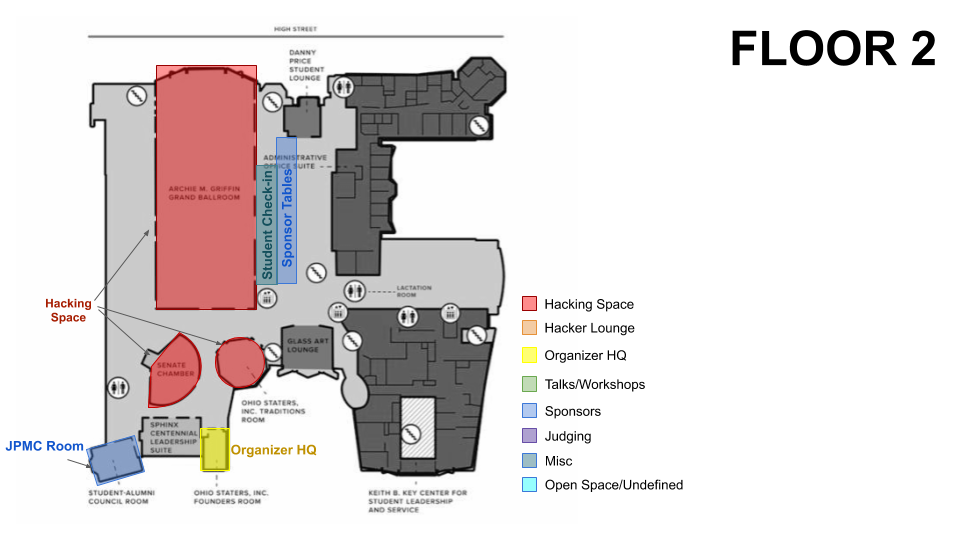 FLOOR 2
HIGH STREET
DANNY
PRICE
STUDENT
LOUNGE
ADMINISTRATIVE
OFFICE SUITE
ARCHIE M. GRIFFIN
GRAND BALLROOM
Student Check-in
Sponsor Tables
LACTATION
ROOM
Hacking
Space
GLASS ART
LOUNGE
SENATE
CHAMBER
OHIO STATERS,
INC. TRADITIONS
ROOM
SPHINX
CENTENNIAL
LEADERSHIP
SUITE
JPMC Room
Organizer HQ
STUDENT-ALUMNI
COUNCIL ROOM
OHIO STATERS, INC.
FOUNDERS ROOM
KEITH B. KEY CENTER FOR
STUDENT LEADERSHIP
AND SERVICE
Hacking Space
Hacker Lounge
Organizer HQ
Talks/Workshops
Sponsors
Judging
Misc
Open Space/Undefined